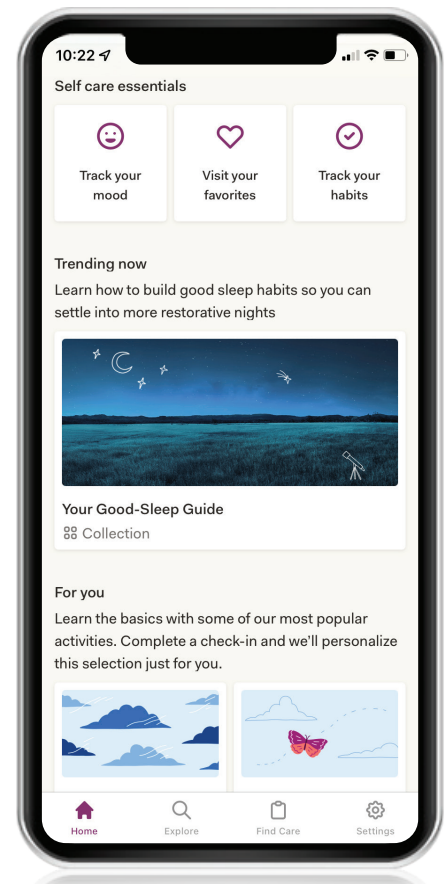 10:22
Self care essentials
Track your
mood
Visit your
favorites
Track your
habits
Trending now
Learn how to build good sleep habits so you can
settle into more restorative nights
Your Good-Sleep Guide
Collection
For you
Learn the basics with some of our most popular
activities. Complete a check-in and we'll personalize
this selection just for you.
Home
Explore
Find Care
Settings